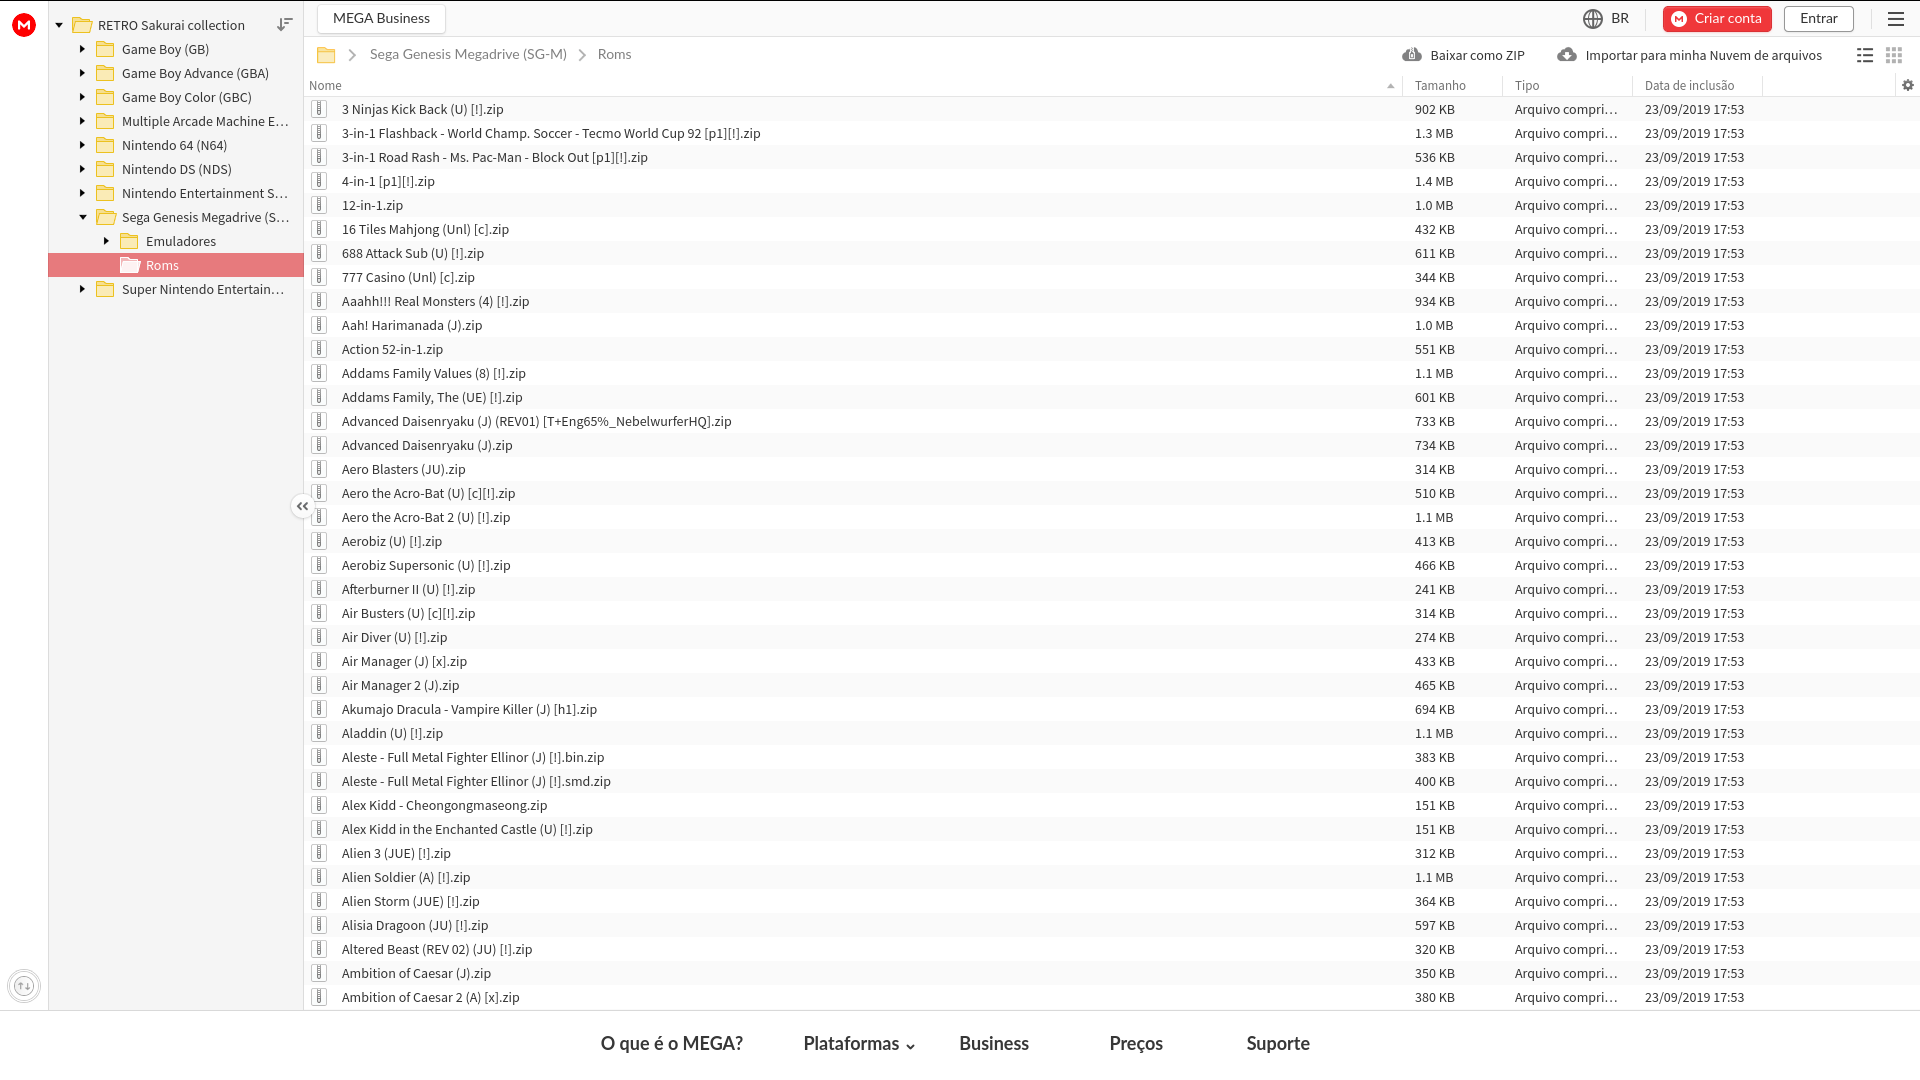 RETRO Sakurai collection
Game Boy (GB)
Game Boy Advance (GBA)
Game Boy Color (GBC)
Multiple Arcade Machine E...
Nintendo 64 (N64)
Nintendo DS (NDS)
Nintendo Entertainment S...
Sega Genesis Megadrive (S...
Emuladores
Roms
Super Nintendo Entertain...
MEGA Business
BR
Criar conta
Entrar
Sega Genesis Megadrive (SG-M)
Roms
Baixar como ZIP
Importar para minha Nuvem de arquivos
Nome Tamanho Tipo Data de inclusão
3 Ninjas Kick Back (U) [!].zip 902 KB Arquivo compri... 23/09/2019 17:53
3-in-1 Flashback - World Champ. Soccer - Tecmo World Cup 92 [p1][!].zip 1.3 MB Arquivo compri... 23/09/2019 17:53
3-in-1 Road Rash - Ms. Pac-Man - Block Out [p1][!].zip 536 KB Arquivo compri... 23/09/2019 17:53
4-in-1 [p1][!].zip 1.4 MB Arquivo compri... 23/09/2019 17:53
12-in-1.zip 1.0 MB Arquivo compri... 23/09/2019 17:53
16 Tiles Mahjong (Unl) [c].zip 432 KB Arquivo compri... 23/09/2019 17:53
688 Attack Sub (U) [!].zip 611 KB Arquivo compri... 23/09/2019 17:53
777 Casino (Unl) [c].zip 344 KB Arquivo compri... 23/09/2019 17:53
Aaahh!!! Real Monsters (4) [!].zip 934 KB Arquivo compri... 23/09/2019 17:53
Aah! Harimanada (J).zip 1.0 MB Arquivo compri... 23/09/2019 17:53
Action 52-in-1.zip 551 KB Arquivo compri... 23/09/2019 17:53
Addams Family Values (8) [!].zip 1.1 MB Arquivo compri... 23/09/2019 17:53
Addams Family, The (UE) [!].zip 601 KB Arquivo compri... 23/09/2019 17:53
Advanced Daisenryaku (J) (REV01) [T+Eng65%_NebelwurferHQ].zip 733 KB Arquivo compri... 23/09/2019 17:53
Advanced Daisenryaku (J).zip 734 KB Arquivo compri... 23/09/2019 17:53
Aero Blasters (JU).zip 314 KB Arquivo compri... 23/09/2019 17:53
Aero the Acro-Bat (U) [c][!].zip 510 KB Arquivo compri... 23/09/2019 17:53
Aero the Acro-Bat 2 (U) [!].zip 1.1 MB Arquivo compri... 23/09/2019 17:53
Aerobiz (U) [!].zip 413 KB Arquivo compri... 23/09/2019 17:53
Aerobiz Supersonic (U) [!].zip 466 KB Arquivo compri... 23/09/2019 17:53
Afterburner II (U) [!].zip 241 KB Arquivo compri... 23/09/2019 17:53
Air Busters (U) [c][!].zip 314 KB Arquivo compri... 23/09/2019 17:53
Air Diver (U) [!].zip 274 KB Arquivo compri... 23/09/2019 17:53
Air Manager (J) [x].zip 433 KB Arquivo compri... 23/09/2019 17:53
Air Manager 2 (J).zip 465 KB Arquivo compri... 23/09/2019 17:53
Akumajo Dracula - Vampire Killer (J) [h1].zip 694 KB Arquivo compri... 23/09/2019 17:53
Aladdin (U) [!].zip 1.1 MB Arquivo compri... 23/09/2019 17:53
Aleste - Full Metal Fighter Ellinor (J) [!].bin.zip 383 KB Arquivo compri... 23/09/2019 17:53
Aleste - Full Metal Fighter Ellinor (J) [!].smd.zip 400 KB Arquivo compri... 23/09/2019 17:53
Alex Kidd - Cheongongmaseong.zip 151 KB Arquivo compri... 23/09/2019 17:53
Alex Kidd in the Enchanted Castle (U) [!].zip 151 KB Arquivo compri... 23/09/2019 17:53
Alien 3 (JUE) [!].zip 312 KB Arquivo compri... 23/09/2019 17:53
Alien Soldier (A) [!].zip 1.1 MB Arquivo compri... 23/09/2019 17:53
Alien Storm (JUE) [!].zip 364 KB Arquivo compri... 23/09/2019 17:53
Alisia Dragoon (JU) [!].zip 597 KB Arquivo compri... 23/09/2019 17:53
Altered Beast (REV 02) (JU) [!].zip 320 KB Arquivo compri... 23/09/2019 17:53
Ambition of Caesar (J).zip 350 KB Arquivo compri... 23/09/2019 17:53
Ambition of Caesar 2 (A) [x].zip 380 KB Arquivo compri... 23/09/2019 17:53
O que é o MEGA? Plataformas Business Preços Suporte